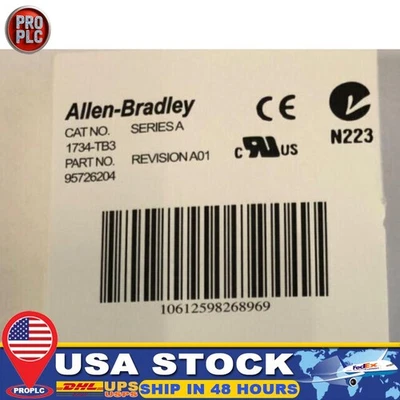 PRO
PLC
Allen-Bradley
CAT NO. SERIES A
1734-TB3
PART NO. REVISION A01
95726204
CE
c UL US
N223
10612598268969
USA STOCK
PROPLC
DHL UPS USPS SHIP IN 48 HOURS
FedEx